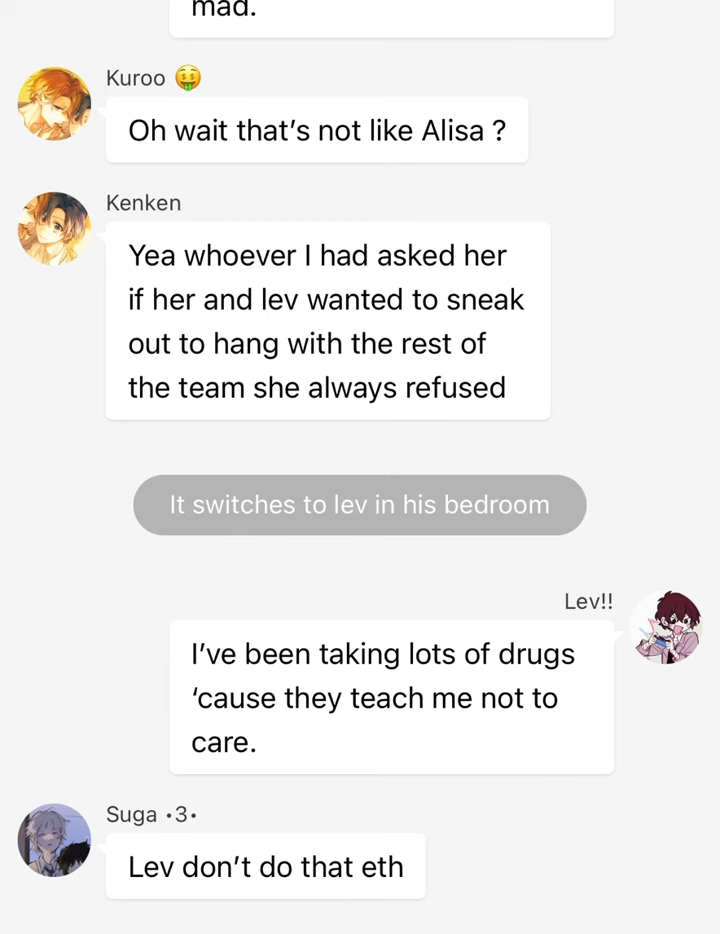 mad.
Kuroo 🤑
Oh wait that's not like Alisa ?
Kenken
Yea whoever I had asked her
if her and lev wanted to sneak
out to hang with the rest of
the team she always refused
It switches to lev in his bedroom
Lev!!
I've been taking lots of drugs
‘cause they teach me not to
care.
Suga •3•
Lev don't do that eth